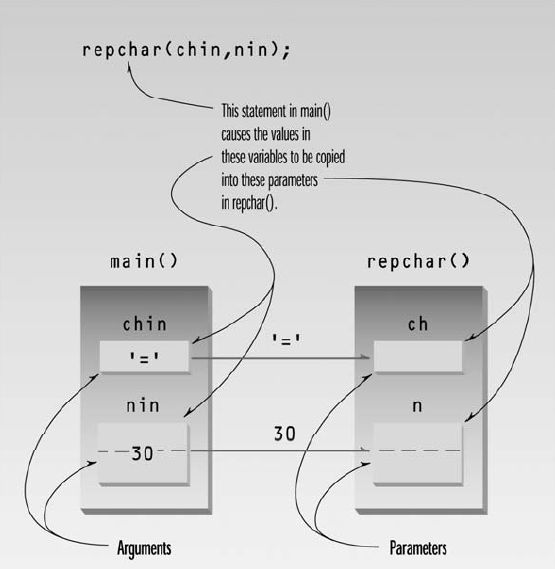 repchar(chin,nin);
This statement in main()
causes the values in
these variables to be copied
into these parameters
in repchar().
main()
repchar()
chin
'='
'='
ch
nin
30
30
n
Arguments
Parameters